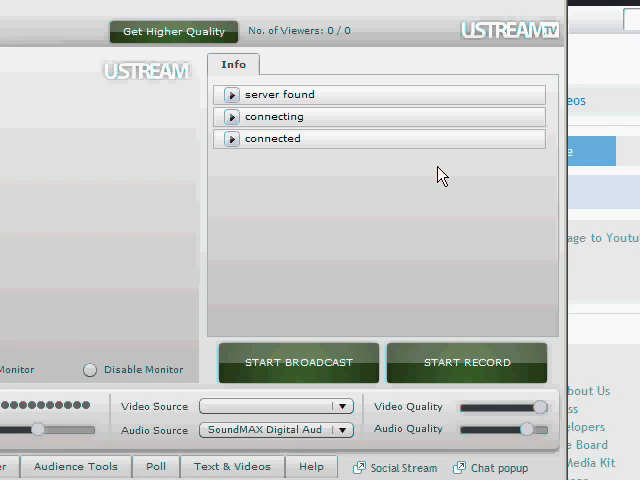 Get Higher Quality
No. of Viewers: 0 / 0
USTREAM TV
USTREAM
Info
server found
connecting
connected
eos
e
age to Youtu
Monitor
Disable Monitor
START BROADCAST
START RECORD
bout Us
ss
elopers
e Board
Media Kit
Video Source
Video Quality
Audio Source
SoundMAX Digital Aud
Audio Quality
er
Audience Tools
Poll
Text & Videos
Help
Social Stream
Chat popup